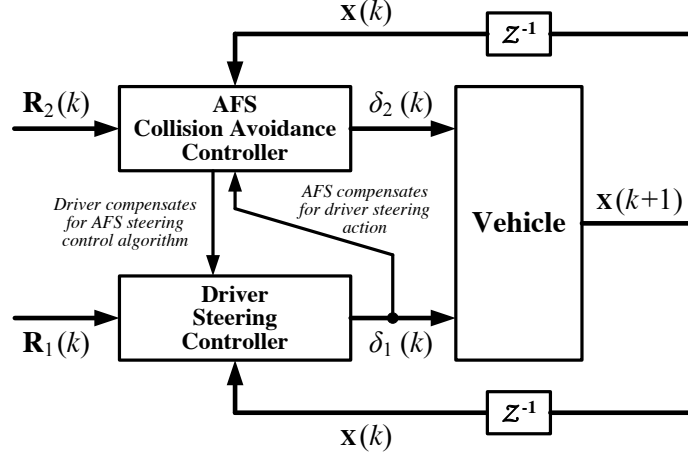 x(k)
z⁻¹
R₂(k)
AFS
Collision Avoidance
Controller
δ₂(k)
Driver compensates
for AFS steering
control algorithm
AFS compensates
for driver steering
action
Vehicle
x(k+1)
R₁(k)
Driver
Steering
Controller
δ₁(k)
x(k)
z⁻¹